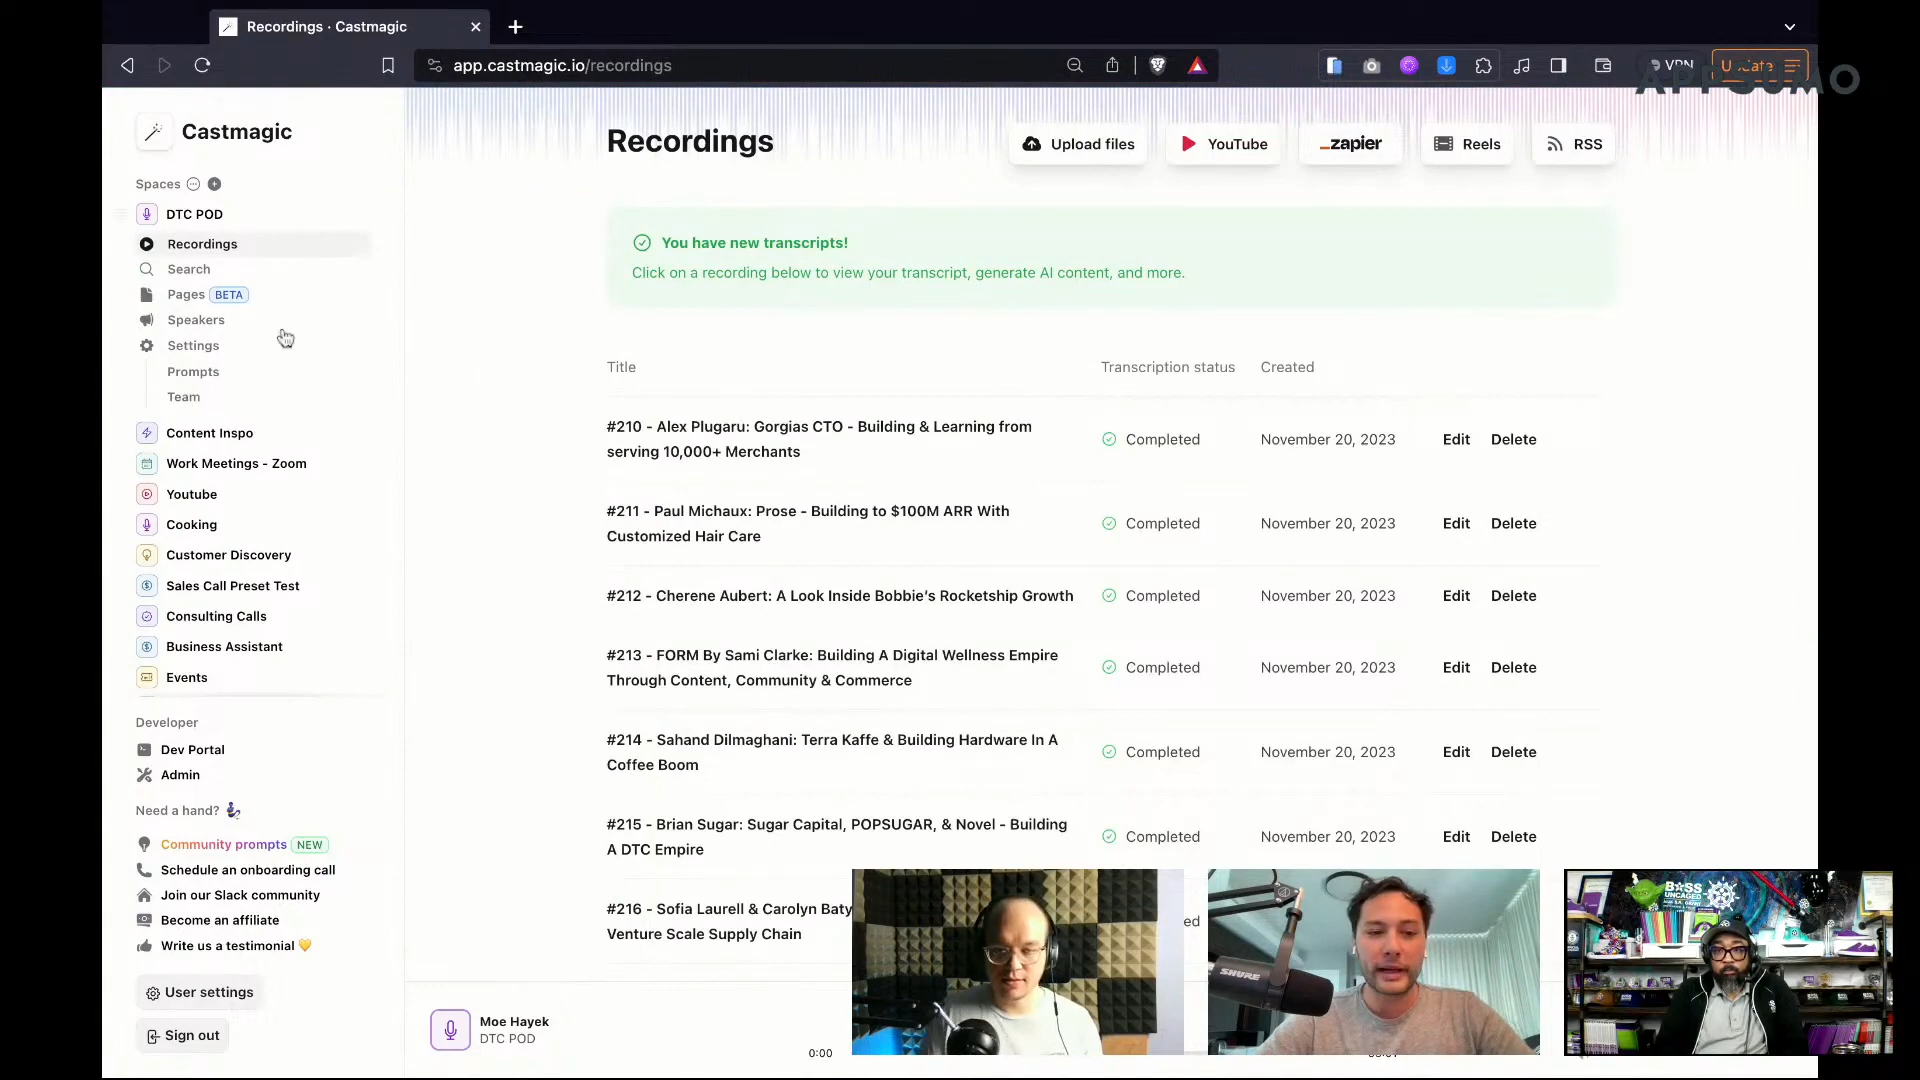 Recordings · Castmagic
app.castmagic.io/recordings
VPN
Update
APPSUMO
Castmagic
Spaces
DTC POD
Recordings
Search
Pages BETA
Speakers
Settings
Prompts
Team
Content Inspo
Work Meetings - Zoom
Youtube
Cooking
Customer Discovery
Sales Call Preset Test
Consulting Calls
Business Assistant
Events
Developer
Dev Portal
Admin
Need a hand?
Community prompts NEW
Schedule an onboarding call
Join our Slack community
Become an affiliate
Write us a testimonial 💛
User settings
Sign out
Recordings
Upload files
YouTube
zapier
Reels
RSS
You have new transcripts!
Click on a recording below to view your transcript, generate AI content, and more.
Title Transcription status Created
#210 - Alex Plugaru: Gorgias CTO - Building & Learning from
serving 10,000+ Merchants
Completed November 20, 2023 Edit Delete
#211 - Paul Michaux: Prose - Building to $100M ARR With
Customized Hair Care
Completed November 20, 2023 Edit Delete
#212 - Cherene Aubert: A Look Inside Bobbie's Rocketship Growth
Completed November 20, 2023 Edit Delete
#213 - FORM By Sami Clarke: Building A Digital Wellness Empire
Through Content, Community & Commerce
Completed November 20, 2023 Edit Delete
#214 - Sahand Dilmaghani: Terra Kaffe & Building Hardware In A
Coffee Boom
Completed November 20, 2023 Edit Delete
#215 - Brian Sugar: Sugar Capital, POPSUGAR, & Novel - Building
A DTC Empire
Completed November 20, 2023 Edit Delete
#216 - Sofia Laurell & Carolyn Baty
Venture Scale Supply Chain
ed
Moe Hayek
DTC POD
0:00
SHURE
BOSS
UNCAGED